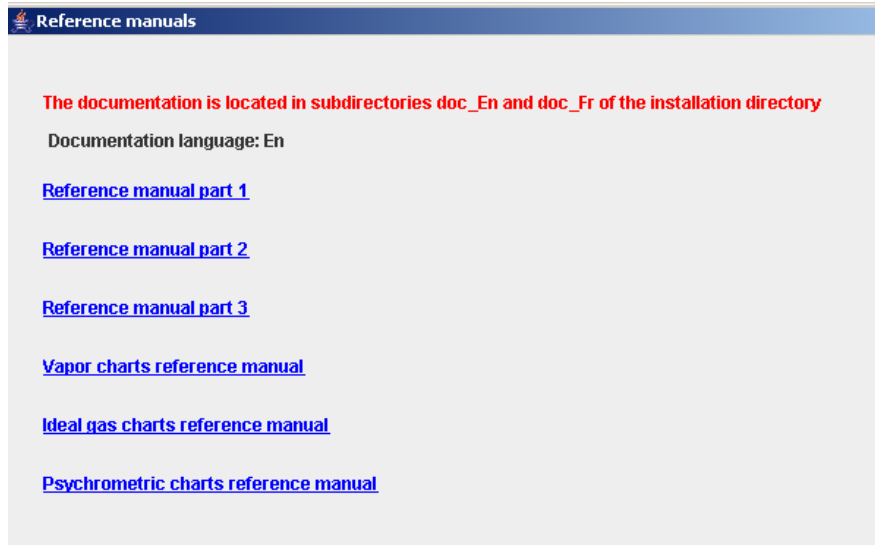 Reference manuals
The documentation is located in subdirectories doc_En and doc_Fr of the installation directory
Documentation language: En
Reference manual part 1
Reference manual part 2
Reference manual part 3
Vapor charts reference manual
Ideal gas charts reference manual
Psychrometric charts reference manual